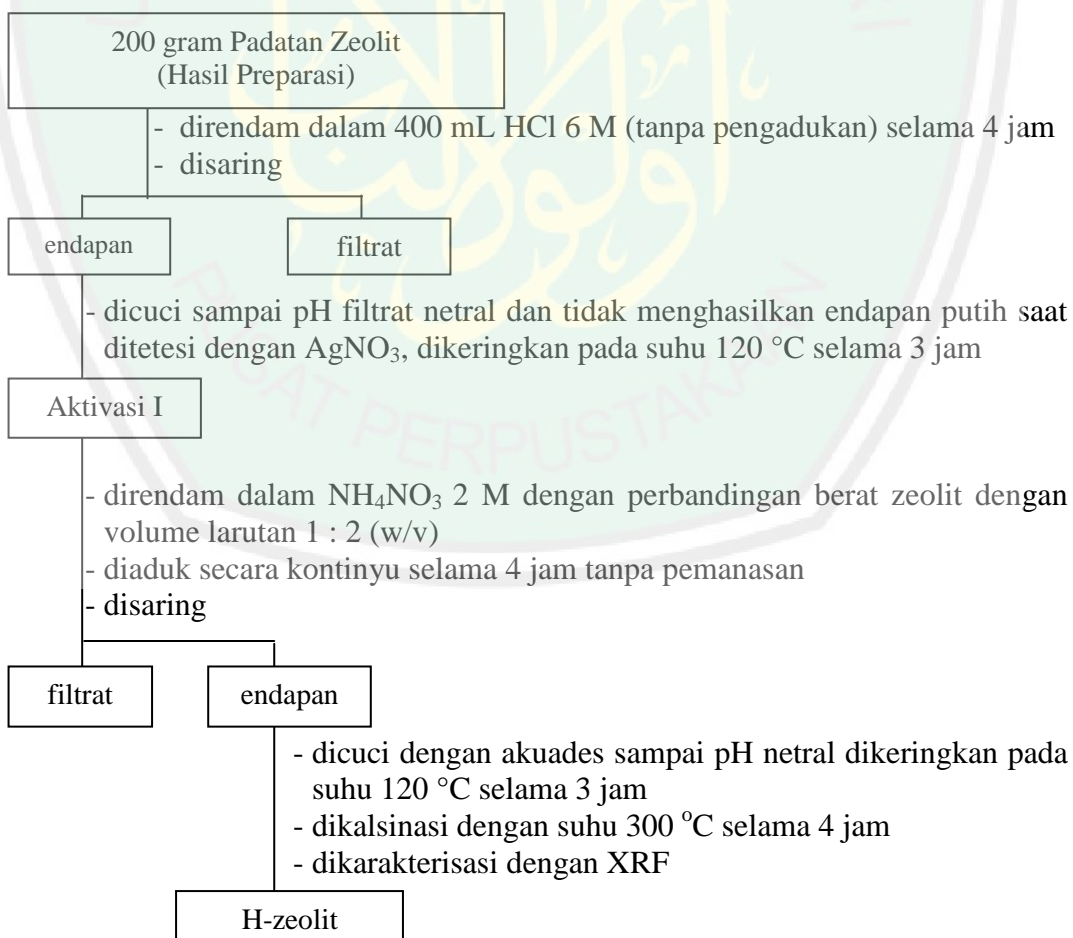 200 gram Padatan Zeolit
(Hasil Preparasi)
- direndam dalam 400 mL HCl 6 M (tanpa pengadukan) selama 4 jam
- disaring
endapan
filtrat
- dicuci sampai pH filtrat netral dan tidak menghasilkan endapan putih saat
ditetesi dengan AgNO₃, dikeringkan pada suhu 120 °C selama 3 jam
Aktivasi I
PUSAT PERPUSTAKAAN
- direndam dalam NH₄NO₃ 2 M dengan perbandingan berat zeolit dengan
volume larutan 1 : 2 (w/v)
- diaduk secara kontinyu selama 4 jam tanpa pemanasan
- disaring
filtrat
endapan
- dicuci dengan akuades sampai pH netral dikeringkan pada
suhu 120 °C selama 3 jam
- dikalsinasi dengan suhu 300 °C selama 4 jam
- dikarakterisasi dengan XRF
H-zeolit